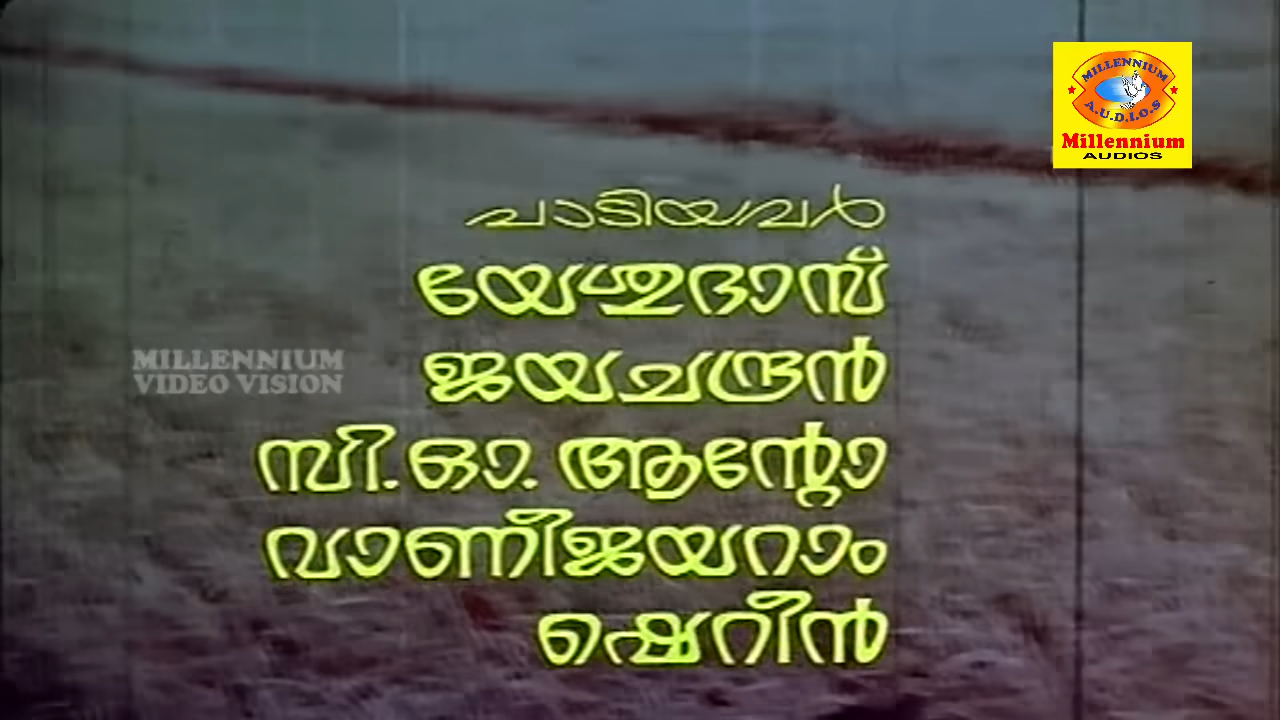 MILLENNIUM
A.U.D.I.O.S
Millennium
AUDIOS
പാടിയവർ
യേശുദാസ്
ജയചന്ദ്രൻ
MILLENNIUM
VIDEO VISION
സി.ഓ. ആന്റോ
വാണീജയറാം
ഷെറീൻ